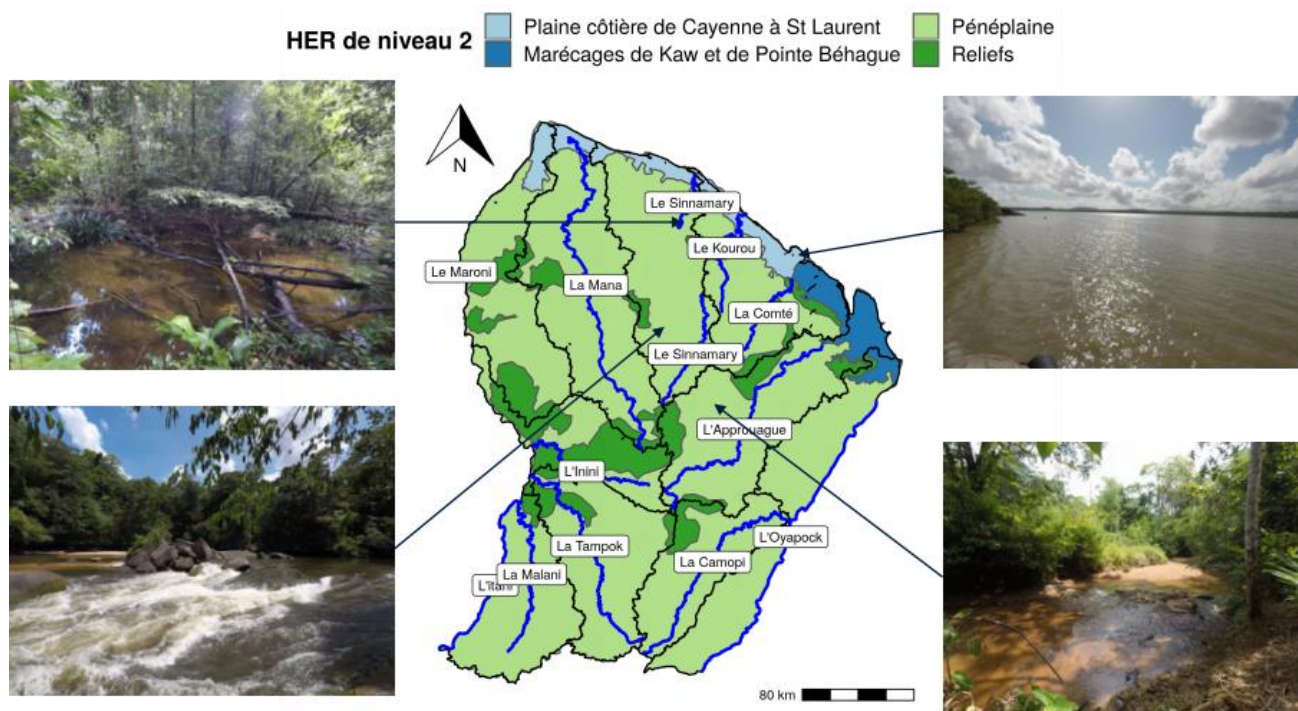 HER de niveau 2
Plaine côtière de Cayenne à St Laurent
Marécages de Kaw et de Pointe Béhague
Pénéplaine
Reliefs
N
Le Sinnamary
Le Kourou
Le Maroni
La Mana
La Comté
Le Sinnamary
L'Approuague
L'Inini
L'Oyapock
La Tampok
La Camopi
La Malani
L'Itani
80 km